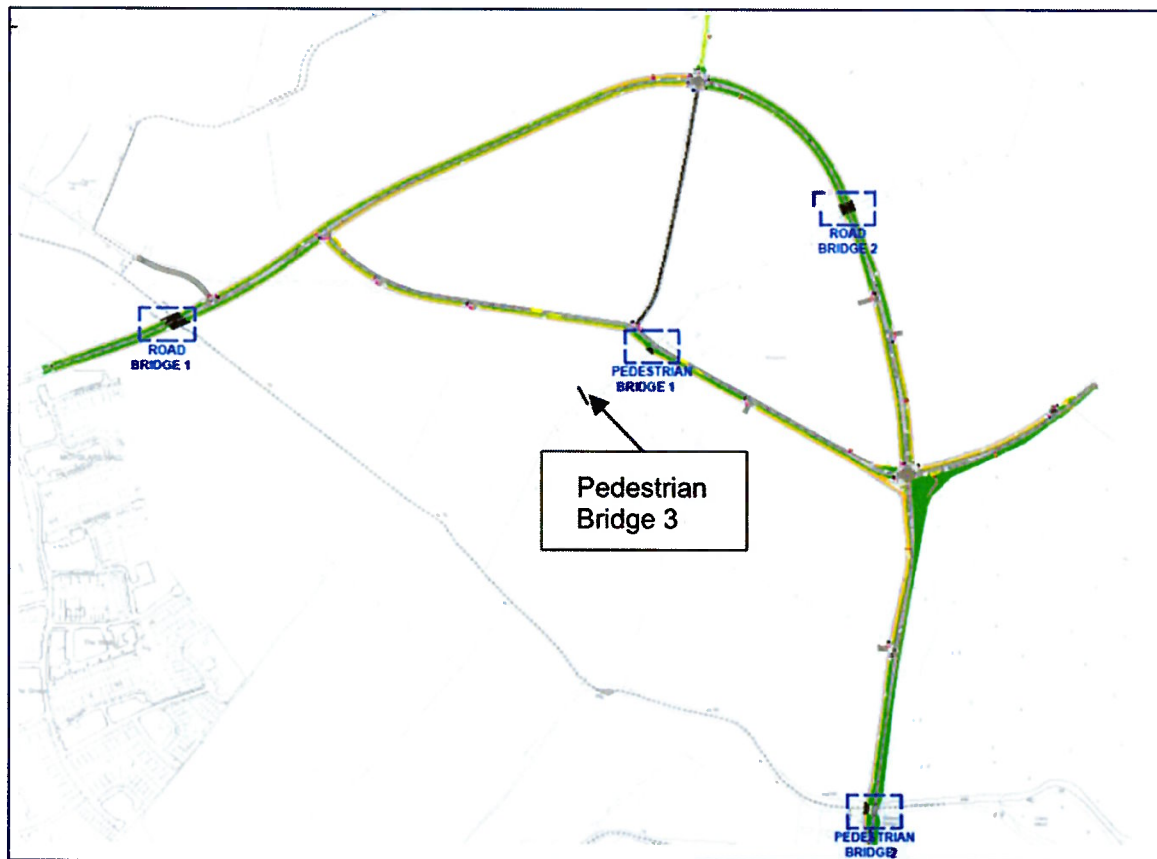 ROAD
BRIDGE 2
ROAD
BRIDGE 1
PEDESTRIAN
BRIDGE 1
Pedestrian
Bridge 3
PEDESTRIAN
BRIDGE 2